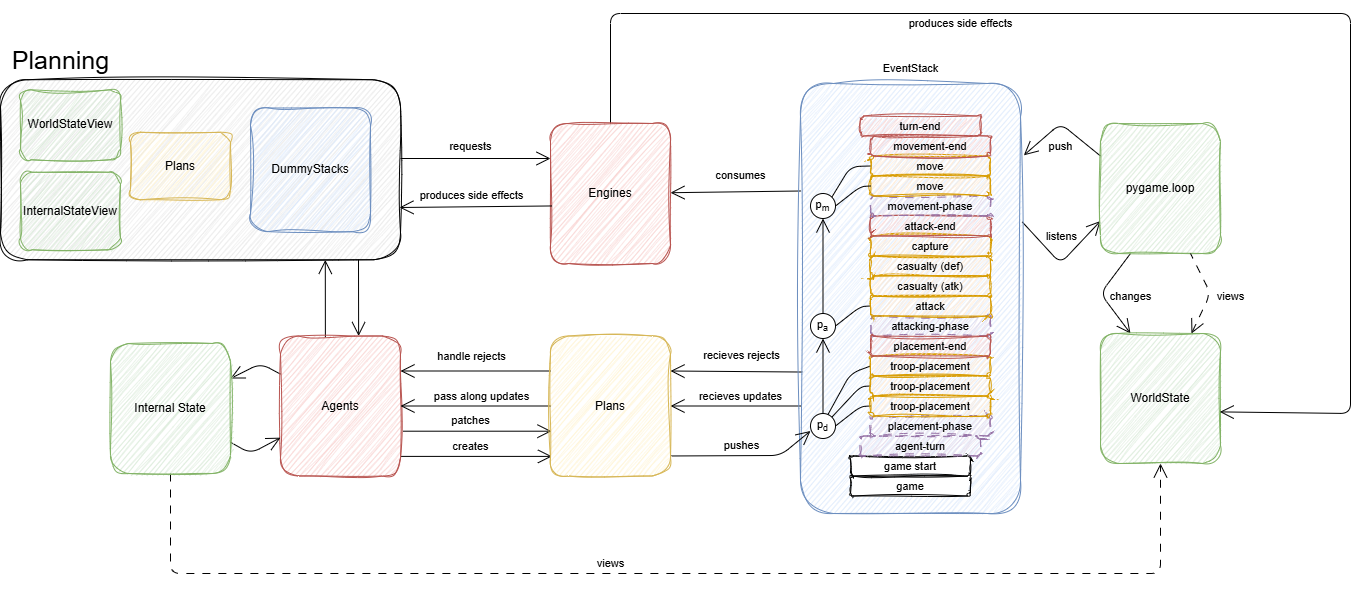 produces side effects
Planning
EventStack
WorldStateView
Plans
DummyStacks
InternalStateView
requests
produces side effects
Engines
consumes
turn-end
movement-end
move
move
movement-phase
attack-end
capture
casualty (def)
casualty (atk)
attack
attacking-phase
placement-end
troop-placement
troop-placement
troop-placement
placement-phase
agent-turn
game start
game
pm
pa
pd
push
pygame.loop
listens
changes
views
WorldState
Internal State
Agents
handle rejects
pass along updates
patches
creates
Plans
recieves rejects
recieves updates
pushes
views